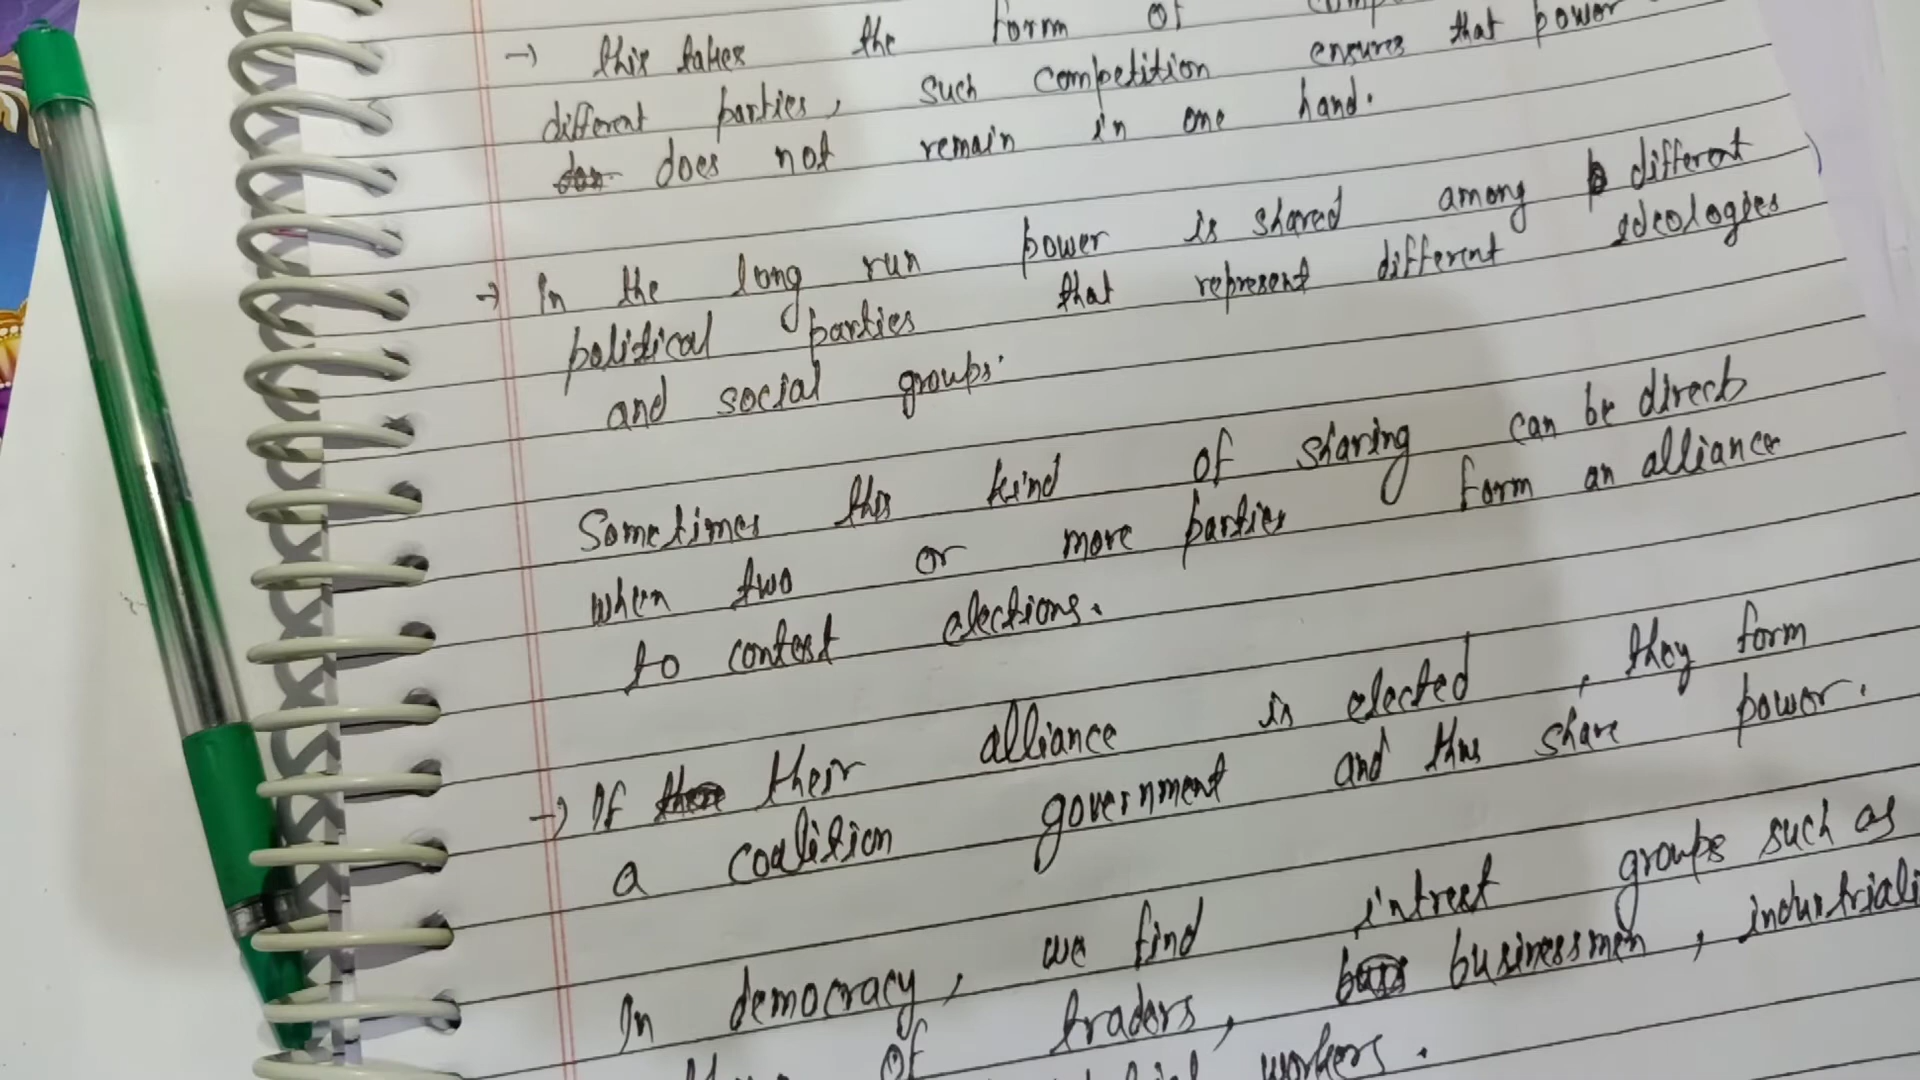 → this takes the form of
different parties, such competition ensures that power
does not remain in one hand.
→ In the long run power is shared among different
political parties that represent different ideologies
and social groups.
Sometimes this kind of sharing can be direct
when two or more parties form an alliance
to contest elections.
→ If their alliance is elected, they form
a coalition government and thus share power.
In democracy, we find intrest groups such as
of traders, businessmen, industriali
workers.